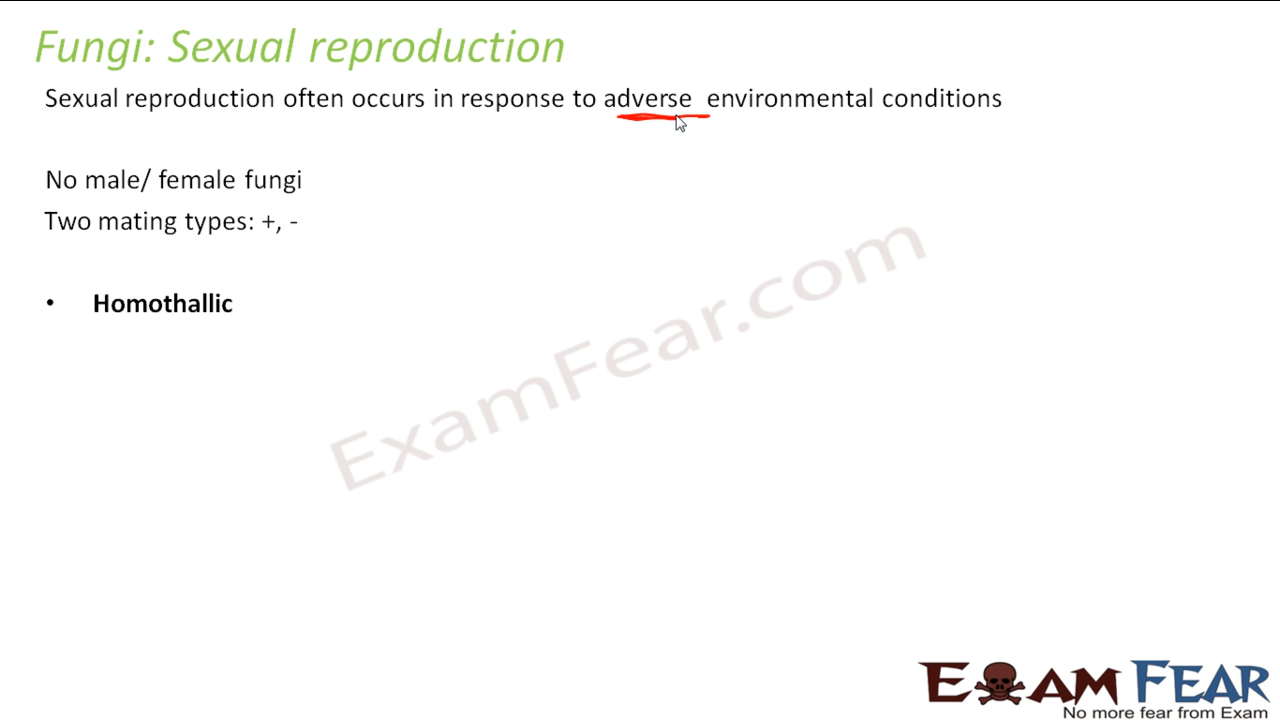 Fungi: Sexual reproduction
Sexual reproduction often occurs in response to adverse environmental conditions
No male/ female fungi
Two mating types: +, -
• Homothallic
ExamFear.com
EXAM FEAR
No more fear from Exam